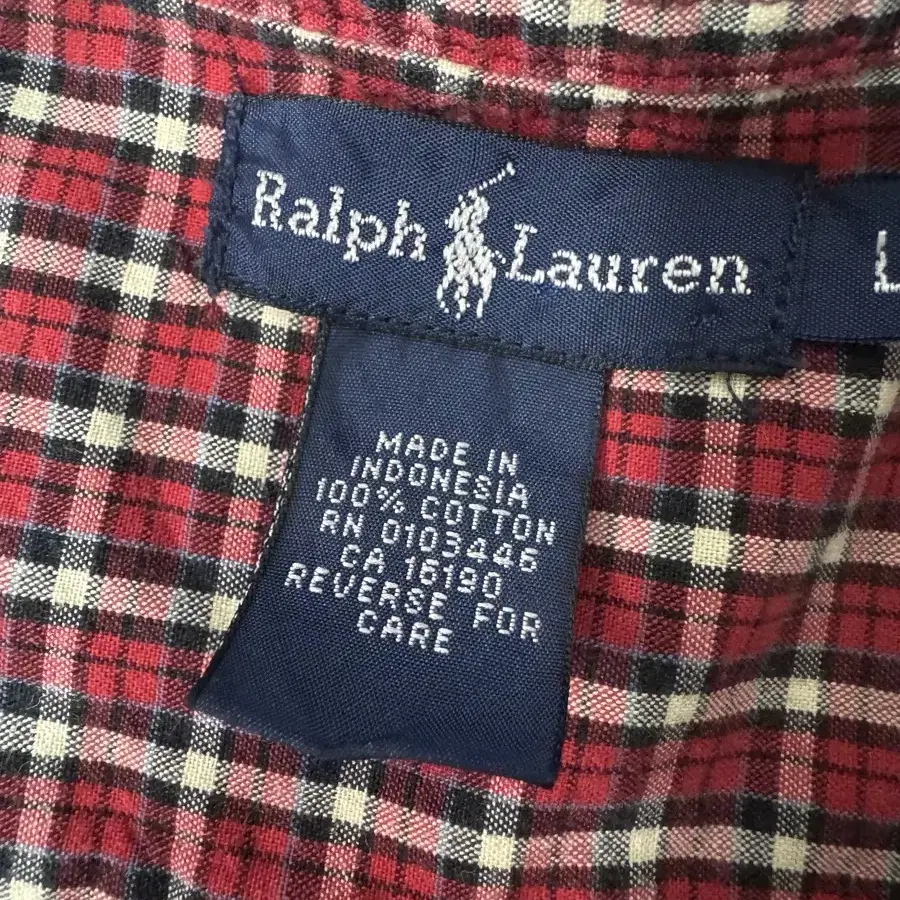 Ralph Lauren
L
MADE IN
INDONESIA
100% COTTON
RN 0103446
CA 16190
REVERSE FOR
CARE